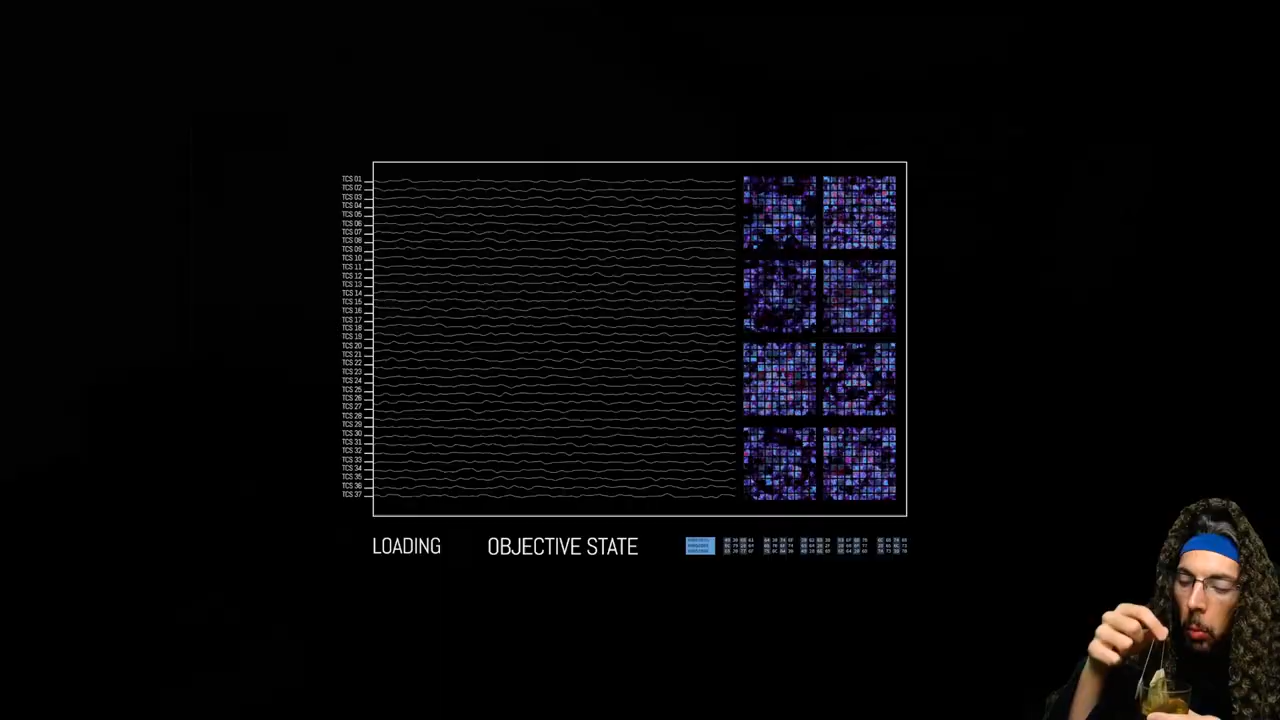 TCS 01
TCS 02
TCS 03
TCS 04
TCS 05
TCS 06
TCS 07
TCS 08
TCS 09
TCS 10
TCS 11
TCS 12
TCS 13
TCS 14
TCS 15
TCS 16
TCS 17
TCS 18
TCS 19
TCS 20
TCS 21
TCS 22
TCS 23
TCS 24
TCS 25
TCS 26
TCS 27
TCS 28
TCS 29
TCS 30
TCS 31
TCS 32
TCS 33
TCS 34
TCS 35
TCS 36
TCS 37
LOADING OBJECTIVE STATE